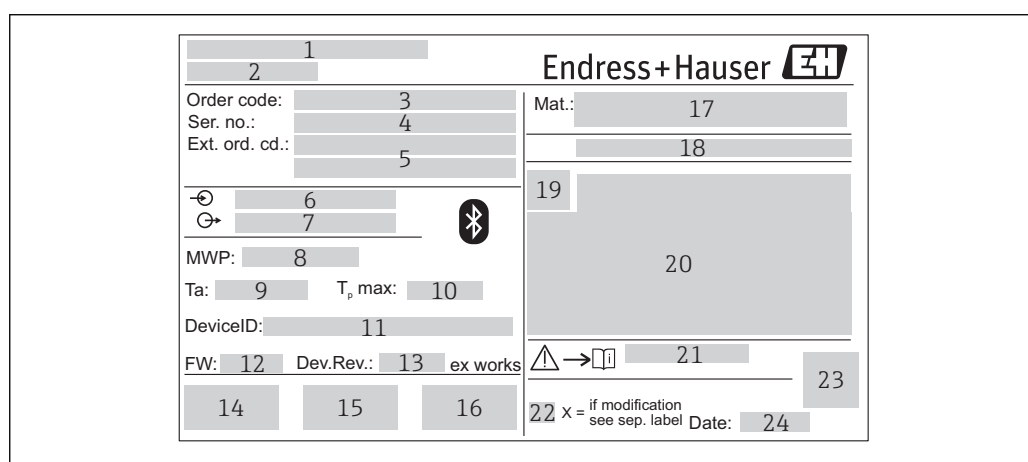 1
2
Endress+Hauser EH
Order code: 3
Ser. no.: 4
Ext. ord. cd.: 5
6
7
MWP: 8
Ta: 9 Tp max: 10
DeviceID: 11
FW: 12 Dev.Rev.: 13 ex works
14 15 16
Mat.: 17
18
19
20
21
22 X = if modification
see sep. label Date: 24
23